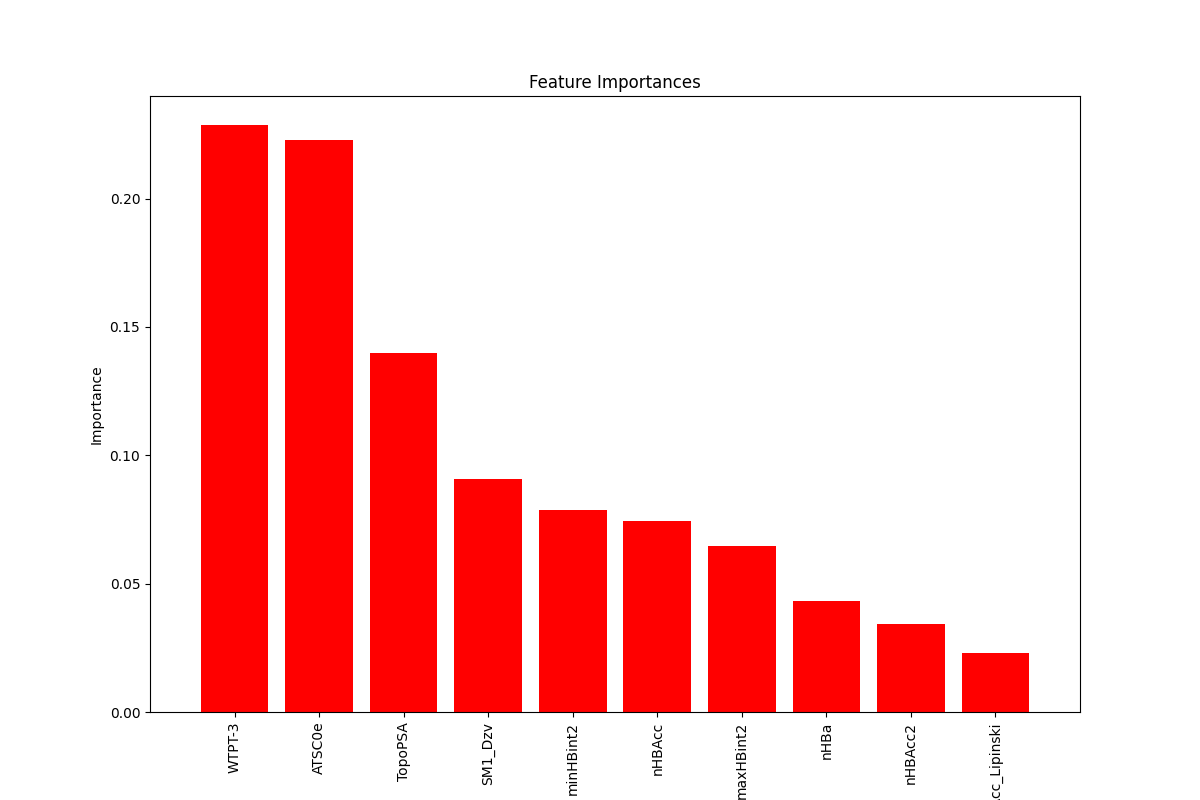 Feature Importances
Importance
0.20
0.15
0.10
0.05
0.00
WTPT-3
ATSC0e
TopoPSA
SM1_Dzv
minHBint2
nHBAcc
maxHBint2
nHBa
nHBAcc2
cc_Lipinski